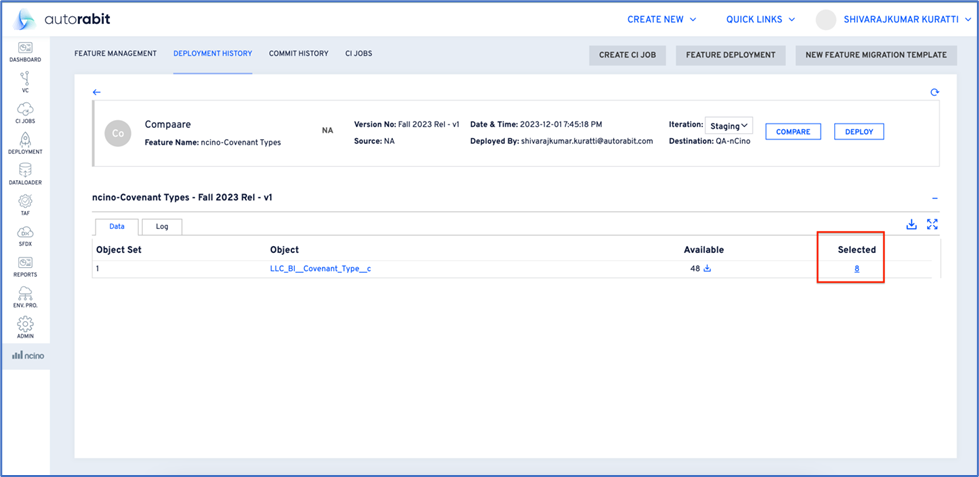 autorabit
CREATE NEW
QUICK LINKS
SHIVARAJKUMAR KURATTI
DASHBOARD
VC
CI JOBS
DEPLOYMENT
DATALOADER
TAF
SFDX
REPORTS
ENV. PRO.
ADMIN
ncino
FEATURE MANAGEMENT
DEPLOYMENT HISTORY
COMMIT HISTORY
CI JOBS
CREATE CI JOB
FEATURE DEPLOYMENT
NEW FEATURE MIGRATION TEMPLATE
Co
Compaare
Feature Name: ncino-Covenant Types
NA
Version No: Fall 2023 Rel - v1
Source: NA
Date & Time: 2023-12-01 7:45:18 PM
Deployed By: shivarajkumar.kuratti@autorabit.com
Iteration: Staging
Destination: QA-nCino
COMPARE
DEPLOY
ncino-Covenant Types - Fall 2023 Rel - v1
Data
Log
Object Set Object Available Selected
1 LLC_BI__Covenant_Type__c 48 8